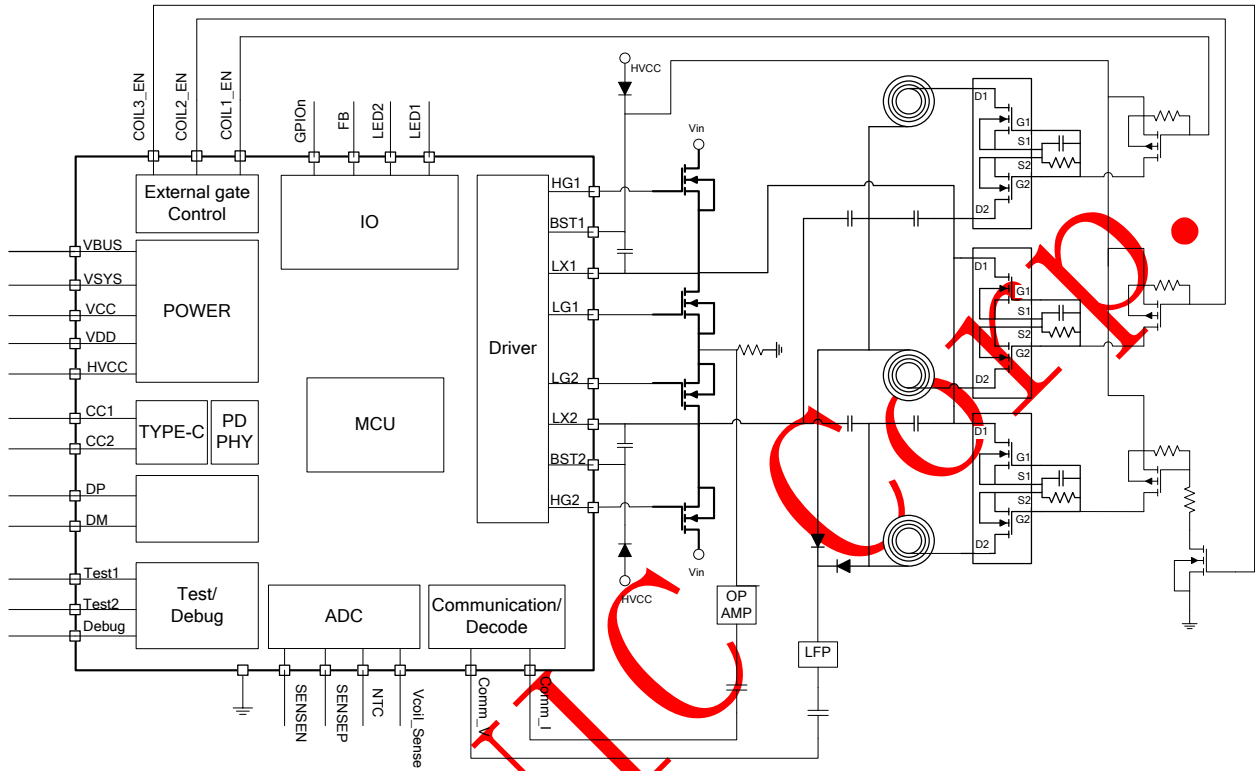 COIL3_EN
COIL2_EN
COIL1_EN
GPIOn
FB
LED2
LED1
HVCC
Vin
External gate
Control
IO
HG1
BST1
LX1
LG1
Driver
LG2
LX2
BST2
HG2
VBUS
VSYS
VCC
VDD
HVCC
POWER
CC1
CC2
TYPE-C
PD
PHY
MCU
DP
DM
Test1
Test2
Debug
Test/
Debug
ADC
Communication/
Decode
SENSEN
SENSEP
NTC
Vcoil_Sense
Comm_V
Comm_I
HVCC
Vin
OP
AMP
LFP
D1
G1
S1
S2
G2
D2
D1
G1
S1
S2
G2
D2
D1
G1
S1
S2
G2
D2
C Corp.